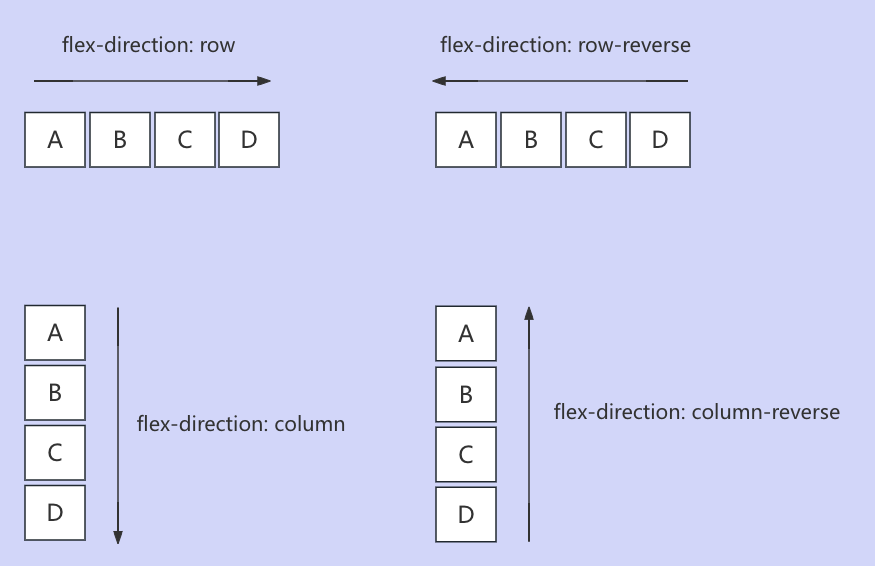 flex-direction: row
A B C D
flex-direction: row-reverse
A B C D
A
B
C
D
flex-direction: column
A
B
C
D
flex-direction: column-reverse